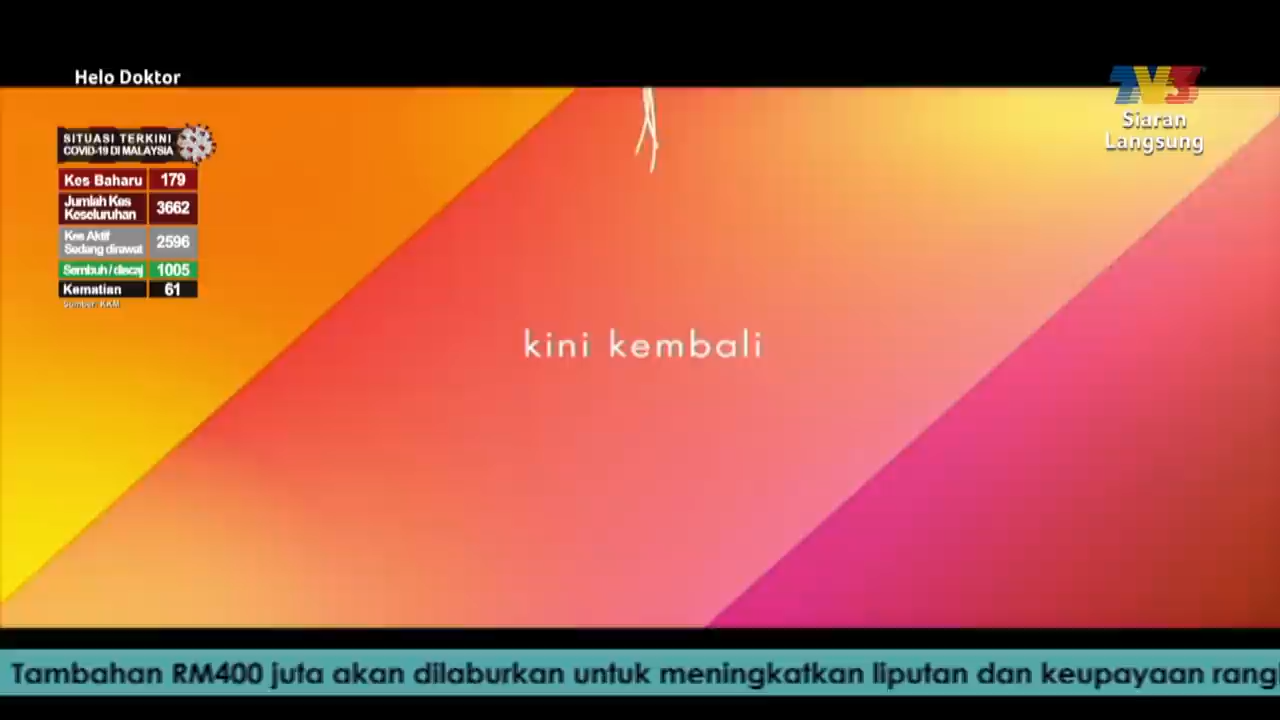 Helo Doktor
TV3
Siaran
Langsung
SITUASI TERKINI
COVID-19 DI MALAYSIA
Kes Baharu 179
Jumlah Kes
Keseluruhan 3662
Kes Aktif
Sedang dirawat 2596
Sembuh / discaj 1005
Kematian 61
Sumber: KKM
kini kembali
Tambahan RM400 juta akan dilaburkan untuk meningkatkan liputan dan keupayaan rang